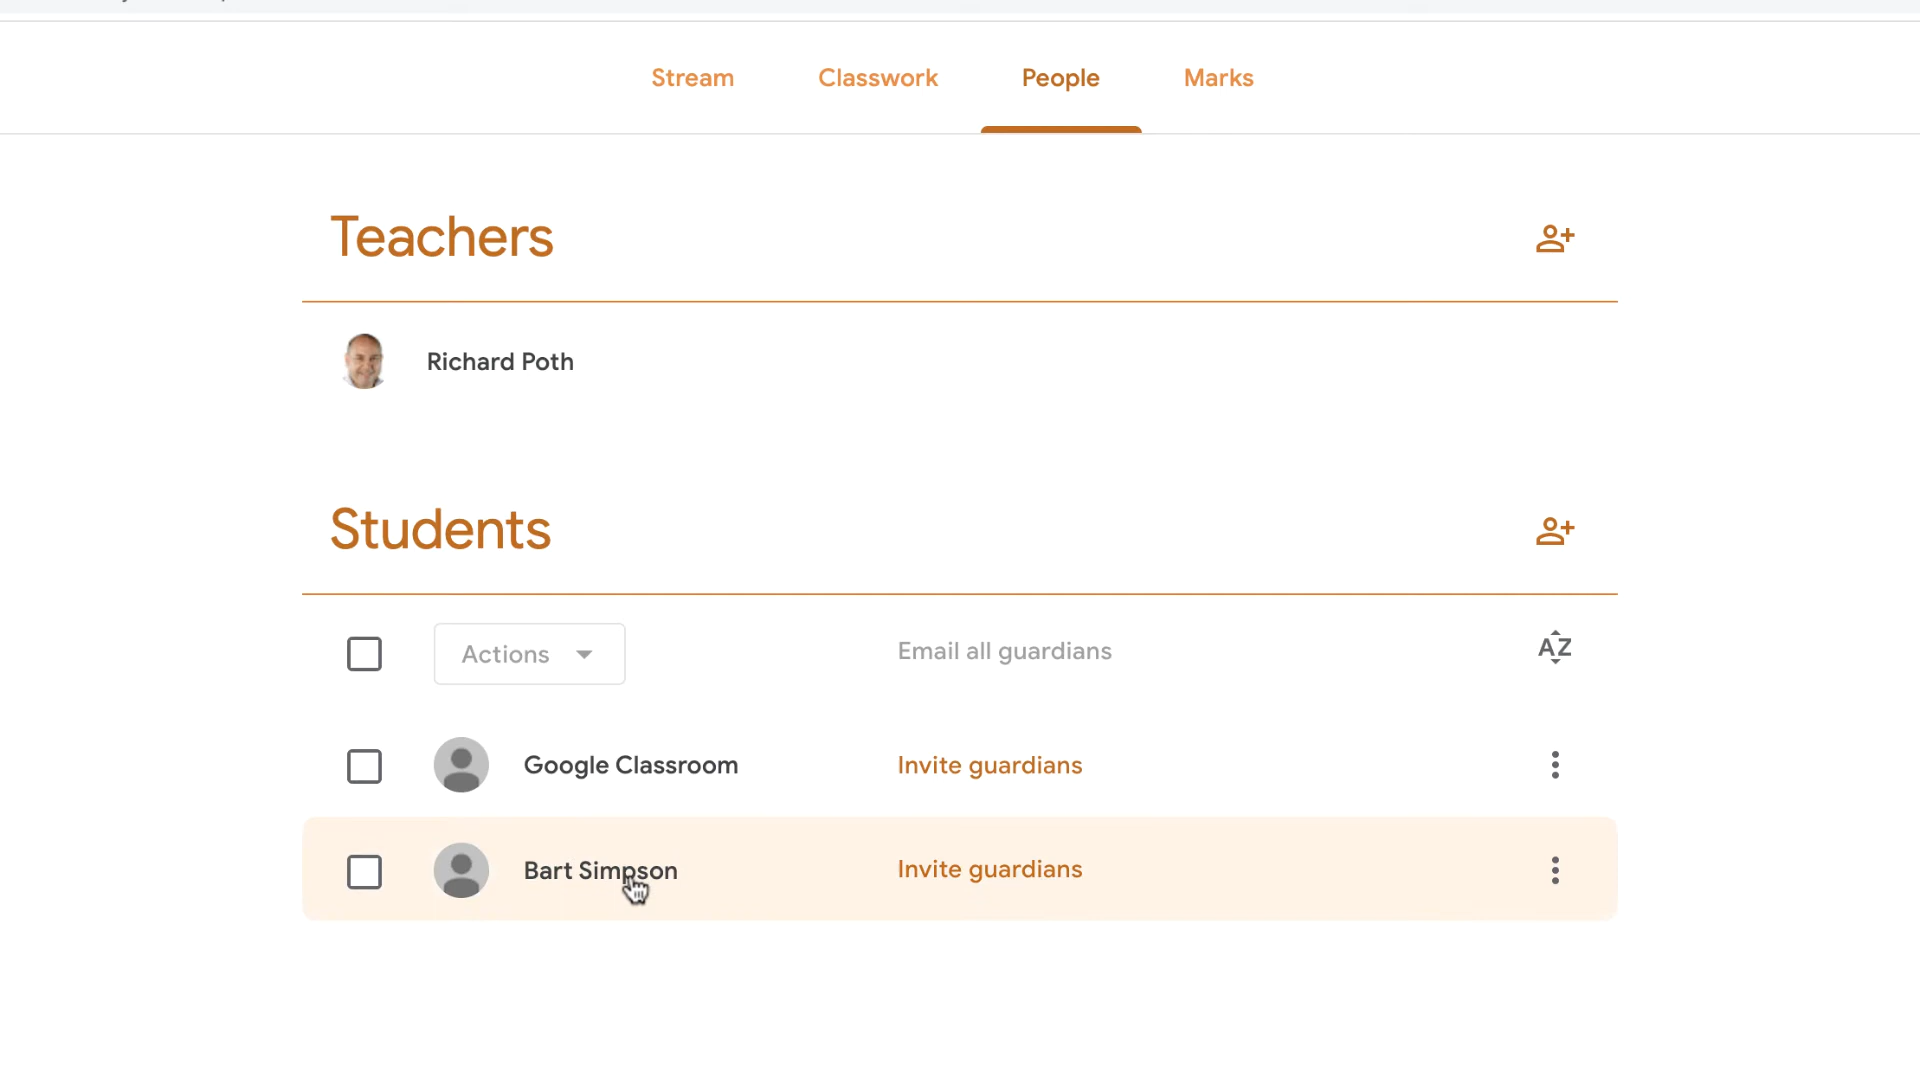 Stream Classwork People Marks
Teachers
Richard Poth
Students
Actions Email all guardians AZ
Google Classroom Invite guardians
Bart Simpson Invite guardians